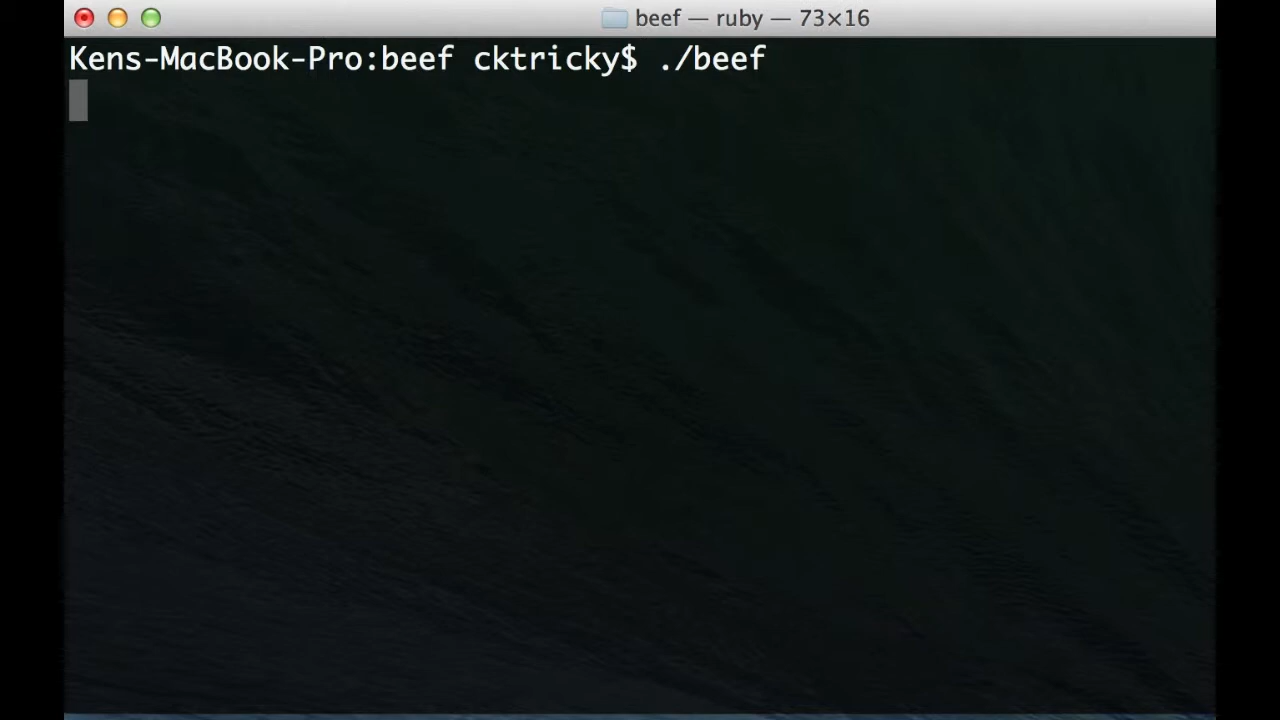 beef — ruby — 73×16
Kens-MacBook-Pro:beef cktricky$ ./beef